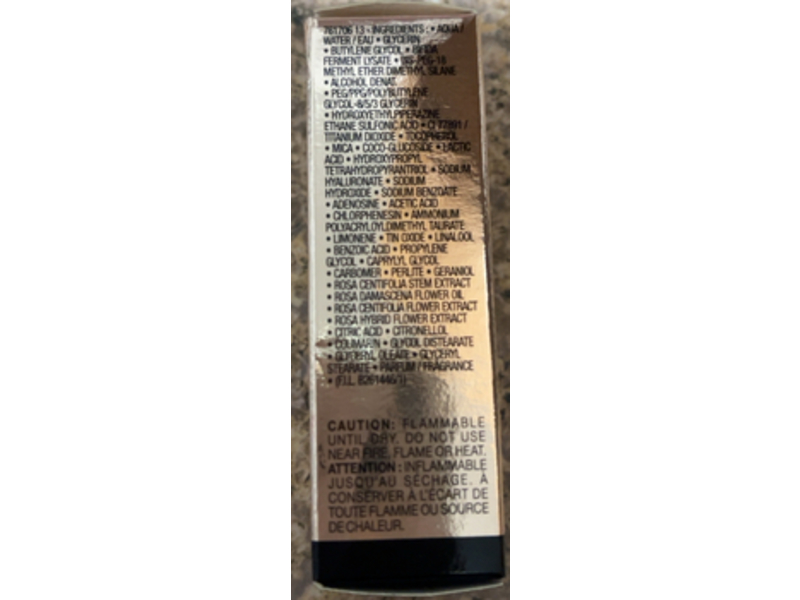 761706 13 • INGREDIENTS : • AQUA /
WATER / EAU • GLYCERIN
• BUTYLENE GLYCOL • BIFIDA
FERMENT LYSATE • BIS-PEG-18
METHYL ETHER DIMETHYL SILANE
• ALCOHOL DENAT.
• PEG/PPG/POLYBUTYLENE
GLYCOL-8/5/3 GLYCERIN
• HYDROXYETHYLPIPERAZINE
ETHANE SULFONIC ACID • CI 77891 /
TITANIUM DIOXIDE • TOCOPHEROL
• MICA • COCO-GLUCOSIDE • LACTIC
ACID • HYDROXYPROPYL
TETRAHYDROPYRANTRIOL • SODIUM
HYALURONATE • SODIUM
HYDROXIDE • SODIUM BENZOATE
• ADENOSINE • ACETIC ACID
• CHLORPHENESIN • AMMONIUM
POLYACRYLOYLDIMETHYL TAURATE
• LIMONENE • TIN OXIDE • LINALOOL
• BENZOIC ACID • PROPYLENE
GLYCOL • CAPRYLYL GLYCOL
• CARBOMER • PERLITE • GERANIOL
• ROSA CENTIFOLIA STEM EXTRACT
• ROSA DAMASCENA FLOWER OIL
• ROSA CENTIFOLIA FLOWER EXTRACT
• ROSA HYBRID FLOWER EXTRACT
• CITRIC ACID • CITRONELLOL
• COUMARIN • GLYCOL DISTEARATE
• GLYCERYL OLEATE • GLYCERYL
STEARATE • PARFUM / FRAGRANCE
• (F.I.L. B261446/1)
CAUTION: FLAMMABLE
UNTIL DRY. DO NOT USE
NEAR FIRE, FLAME OR HEAT.
ATTENTION: INFLAMMABLE
JUSQU'AU SÉCHAGE. À
CONSERVER À L'ÉCART DE
TOUTE FLAMME OU SOURCE
DE CHALEUR.